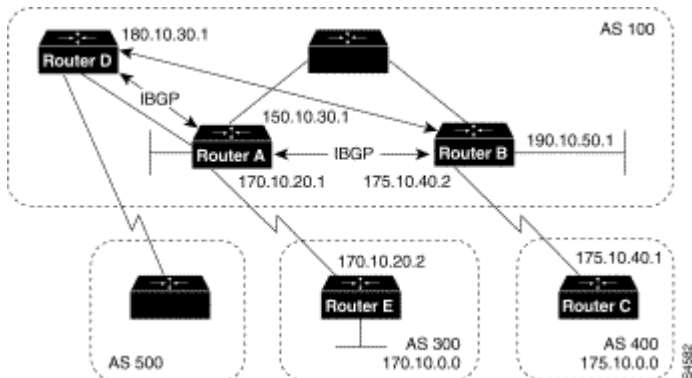 180.10.30.1
AS 100
Router D
IBGP
150.10.30.1
190.10.50.1
Router A
IBGP
Router B
170.10.20.1
175.10.40.2
170.10.20.2
175.10.40.1
Router E
Router C
AS 500
AS 300
170.10.0.0
AS 400
175.10.0.0